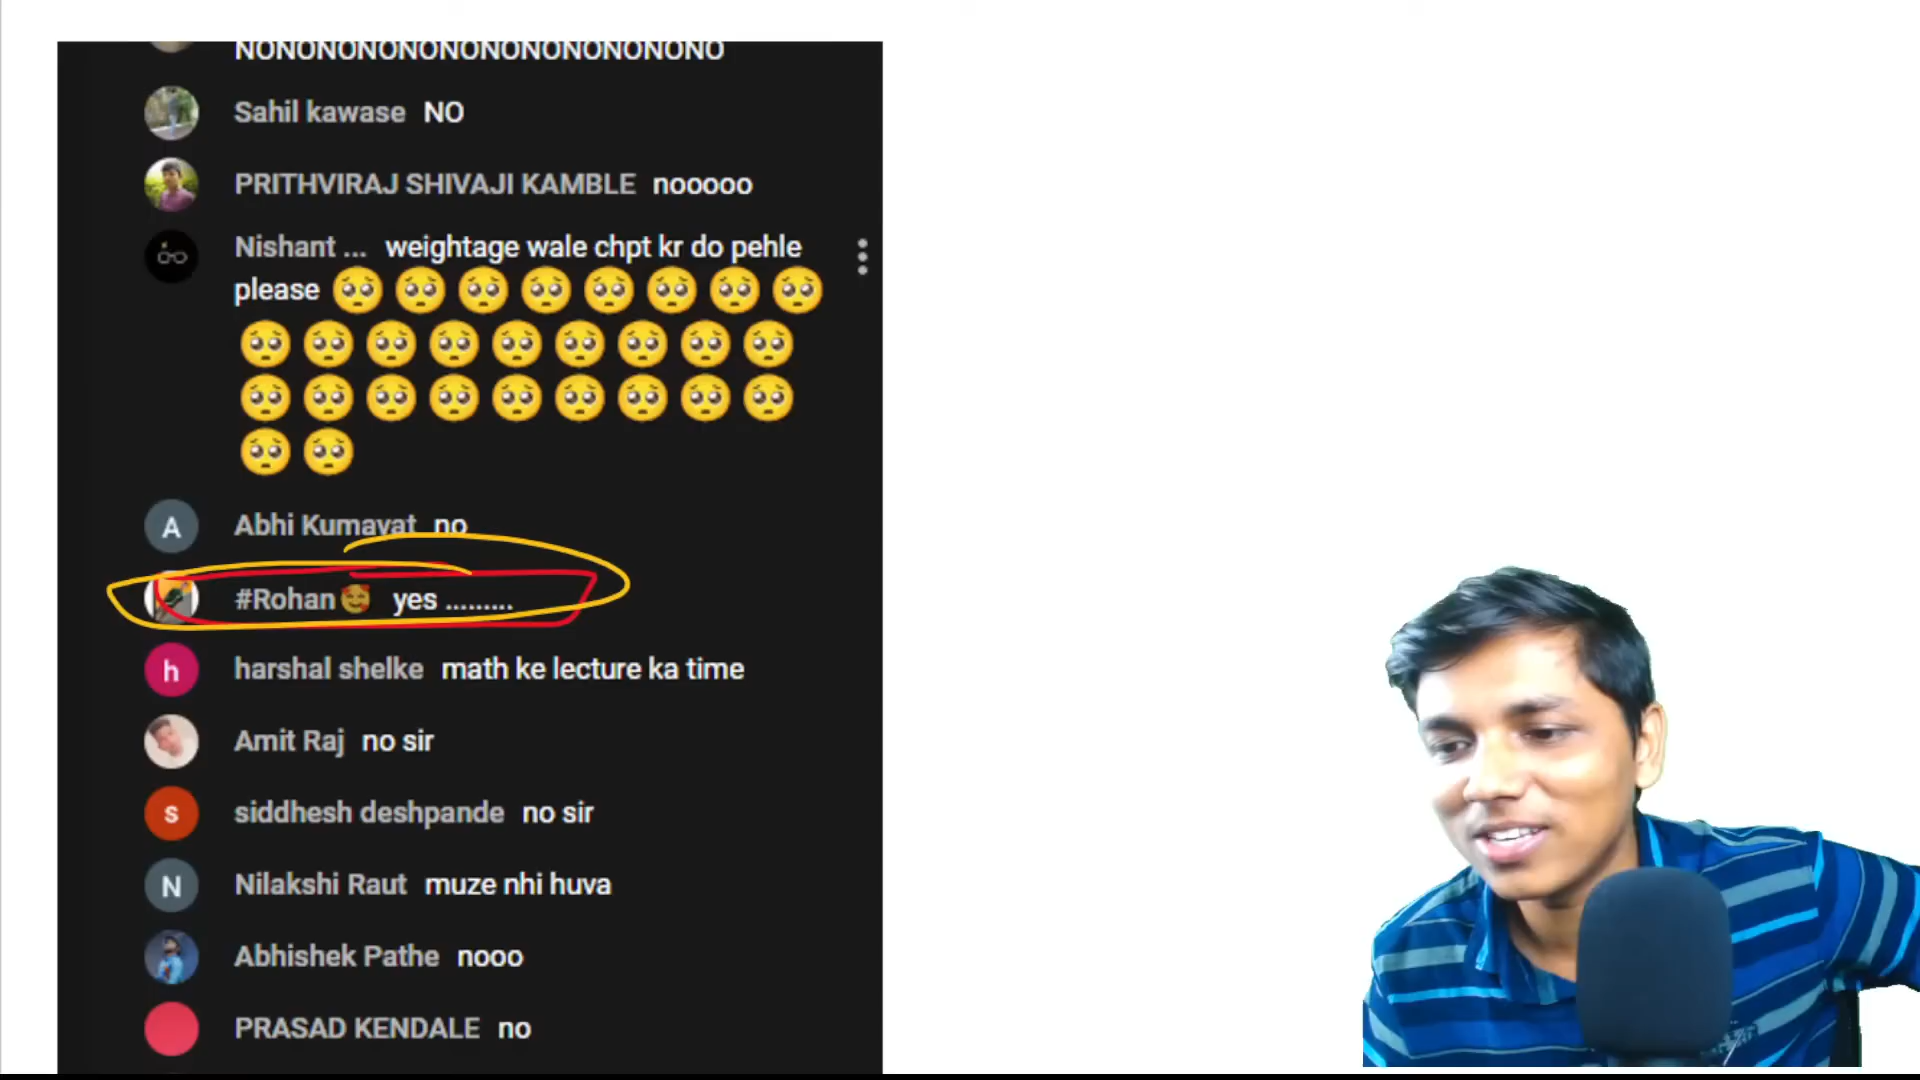 NONONONONONONONONONONONO
Sahil kawase NO
PRITHVIRAJ SHIVAJI KAMBLE nooooo
Nishant ... weightage wale chpt kr do pehle
please 🥺🥺🥺🥺🥺🥺🥺🥺
🥺🥺🥺🥺🥺🥺🥺🥺🥺
🥺🥺🥺🥺🥺🥺🥺🥺🥺
🥺🥺
A Abhi Kumavat no
#Rohan🥰 yes .........
h harshal shelke math ke lecture ka time
Amit Raj no sir
s siddhesh deshpande no sir
N Nilakshi Raut muze nhi huva
Abhishek Pathe nooo
PRASAD KENDALE no